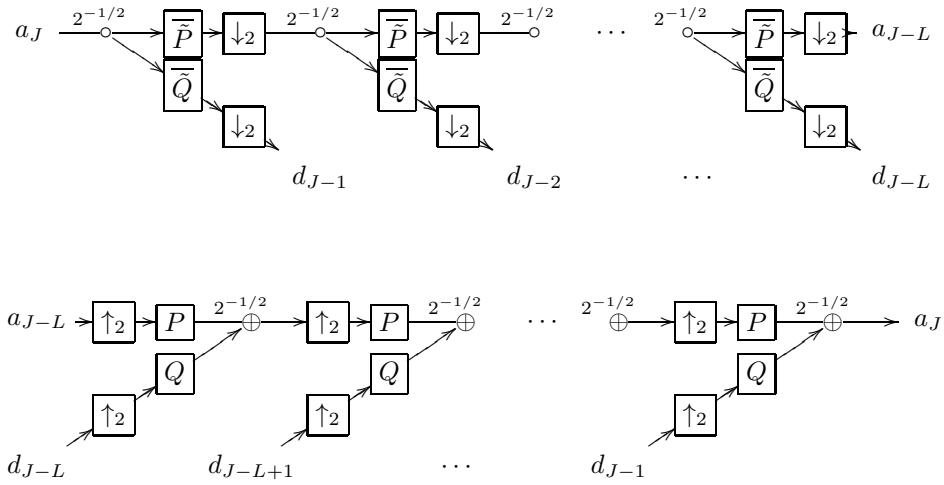 2^{-1/2} 2^{-1/2} 2^{-1/2} 2^{-1/2}
a_J \overline{\tilde{P}} ↓2 \overline{\tilde{P}} ↓2 ⋯ \overline{\tilde{P}} ↓2 a_{J−L}
\overline{\tilde{Q}} \overline{\tilde{Q}} \overline{\tilde{Q}}
↓2 ↓2 ↓2
d_{J−1} d_{J−2} ⋯ d_{J−L}
2^{-1/2} 2^{-1/2} 2^{-1/2} 2^{-1/2}
a_{J−L} ↑2 P ⊕ ↑2 P ⊕ ⋯ ⊕ ↑2 P ⊕ a_J
Q Q Q
↑2 ↑2 ↑2
d_{J−L} d_{J−L+1} ⋯ d_{J−1}